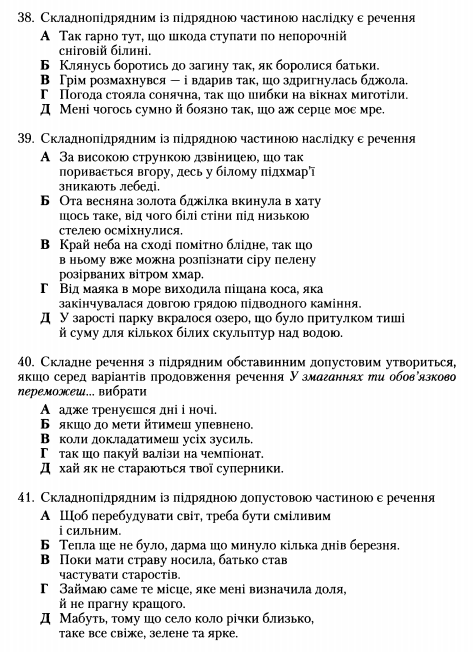 38. Складнопідрядним із підрядною частиною наслідку є речення
А Так гарно тут, що шкода ступати по непорочній
сніговій білині.
Б Клянусь боротись до загину так, як боролися батьки.
В Грім розмахнувся — і вдарив так, що здригнулась бджола.
Г Погода стояла сонячна, так що шибки на вікнах миготіли.
Д Мені чогось сумно й боязно так, що аж серце моє мре.
39. Складнопідрядним із підрядною частиною наслідку є речення
А За високою стрункою дзвіницею, що так
поривається вгору, десь у білому підхмар'ї
зникають лебеді.
Б Ота весняна золота бджілка вкинула в хату
щось таке, від чого білі стіни під низькою
стелею осміхнулися.
В Край неба на сході помітно блідне, так що
в ньому вже можна розпізнати сіру пелену
розірваних вітром хмар.
Г Від маяка в море виходила піщана коса, яка
закінчувалася довгою грядою підводного каміння.
Д У зарості парку вкралося озеро, що було притулком тиші
й суму для кількох білих скульптур над водою.
40. Складне речення з підрядним обставинним допустовим утвориться,
якщо серед варіантів продовження речення У змаганнях ти обов'язково
переможеш... вибрати
А адже тренуєшся дні і ночі.
Б якщо до мети йтимеш упевнено.
В коли докладатимеш усіх зусиль.
Г так що пакуй валізи на чемпіонат.
Д хай як не стараються твої суперники.
41. Складнопідрядним із підрядною допустовою частиною є речення
А Щоб перебудувати світ, треба бути сміливим
і сильним.
Б Тепла ще не було, дарма що минуло кілька днів березня.
В Поки мати страву носила, батько став
частувати старостів.
Г Займаю саме те місце, яке мені визначила доля,
й не прагну кращого.
Д Мабуть, тому що село коло річки близько,
таке все свіже, зелене та ярке.